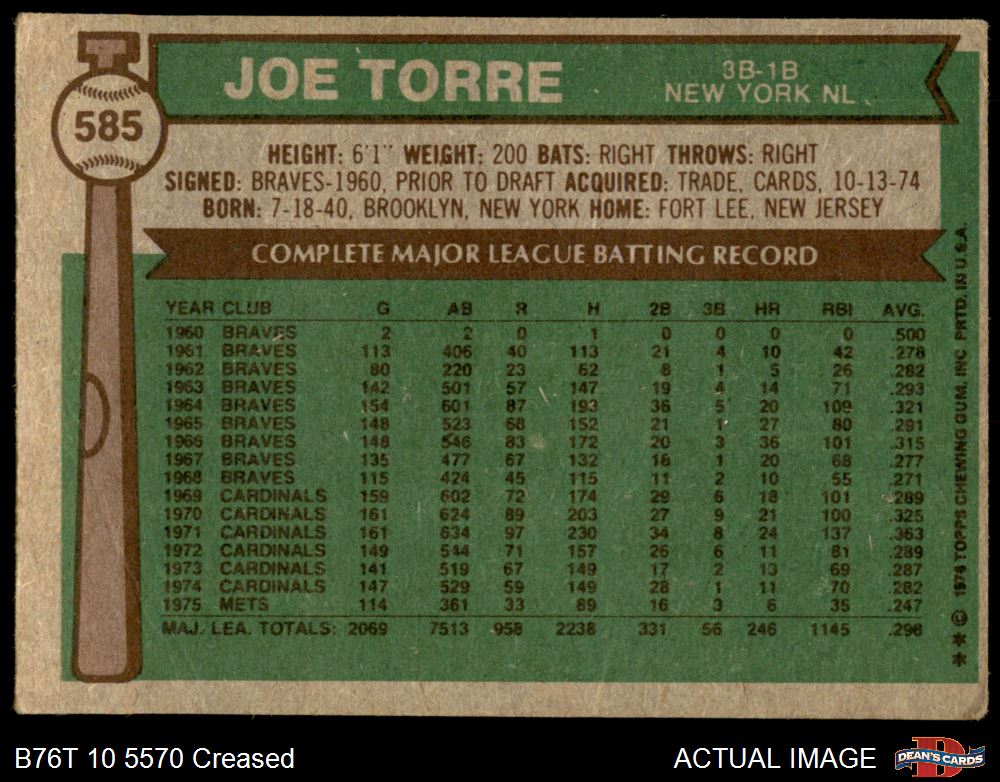 585
JOE TORRE
3B-1B
NEW YORK NL
HEIGHT: 6'1" WEIGHT: 200 BATS: RIGHT THROWS: RIGHT
SIGNED: BRAVES-1960, PRIOR TO DRAFT ACQUIRED: TRADE, CARDS, 10-13-74
BORN: 7-18-40, BROOKLYN, NEW YORK HOME: FORT LEE, NEW JERSEY
COMPLETE MAJOR LEAGUE BATTING RECORD
YEAR CLUB G AB R H 2B 3B HR RBI AVG.
1960 BRAVES 2 2 0 1 0 0 0 0 .500
1961 BRAVES 113 406 40 113 21 4 10 42 .278
1962 BRAVES 80 220 23 62 8 1 5 26 .282
1963 BRAVES 142 501 57 147 19 4 14 71 .293
1964 BRAVES 154 601 87 193 36 5 20 109 .321
1965 BRAVES 148 523 68 152 21 1 27 80 .291
1966 BRAVES 148 546 83 172 20 3 36 101 .315
1967 BRAVES 135 477 67 132 18 1 20 68 .277
1968 BRAVES 115 424 45 115 11 2 10 55 .271
1969 CARDINALS 159 602 72 174 29 6 18 101 .289
1970 CARDINALS 161 624 89 203 27 9 21 100 .325
1971 CARDINALS 161 634 97 230 34 8 24 137 .363
1972 CARDINALS 149 544 71 157 26 6 11 81 .289
1973 CARDINALS 141 519 67 149 17 2 13 69 .287
1974 CARDINALS 147 529 59 149 28 1 11 70 .282
1975 METS 114 361 33 89 16 3 6 35 .247
MAJ. LEA. TOTALS: 2069 7513 958 2238 331 56 246 1145 .298
* * © 1976 TOPPS CHEWING GUM, INC. PRTD. IN U.S.A.
B76T 10 5570 Creased
ACTUAL IMAGE
D
DEAN'S CARDS